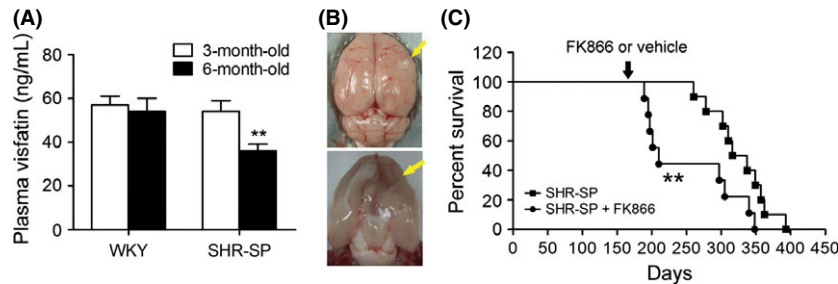 (A)
Plasma visfatin (ng/mL)
80
60
40
20
0
3-month-old
6-month-old
**
WKY
SHR-SP
(B)
(C)
FK866 or vehicle
Percent survival
120
100
80
60
40
20
0
**
SHR-SP
SHR-SP + FK866
0 50 100 150 200 250 300 350 400 450
Days